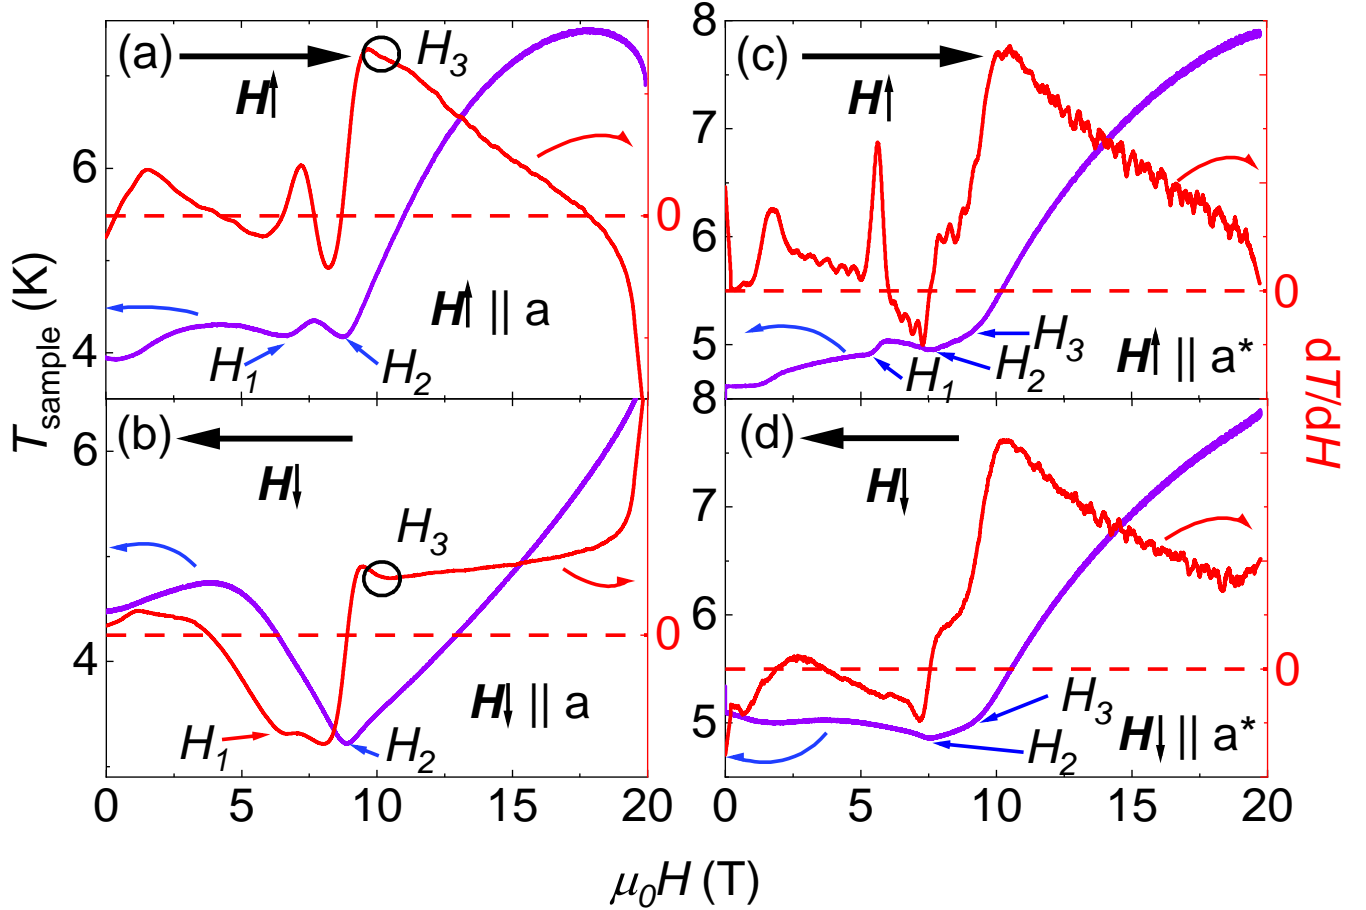 (a)
H↑
H3
6
4
0
H↑ || a
H1
H2
(c)
H↑
8
7
6
5
0
H3
H2
H1
H↑ || a*
Tsample (K)
dT/dH
(b)
H↓
H3
6
4
0
H↓ || a
H1
H2
0 5 10 15 20
(d)
H↓
8
7
6
5
0
H3
H2
H↓ || a*
0 5 10 15 20
μ0H (T)